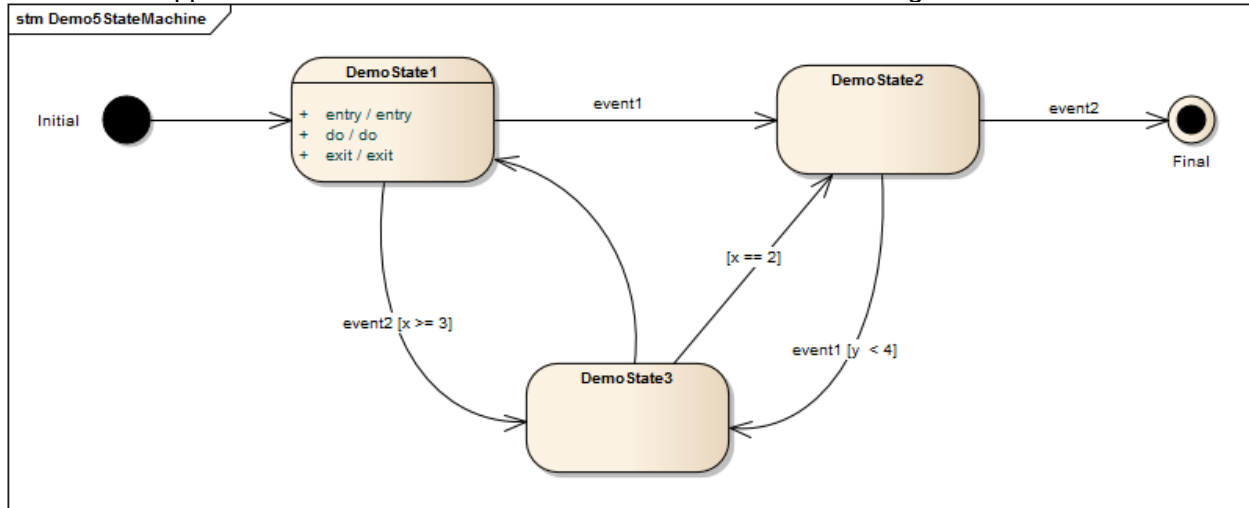 stm Demo5StateMachine
DemoState1
+ entry / entry
+ do / do
+ exit / exit
DemoState2
event1
event2
Initial
Final
[x == 2]
event2 [x >= 3]
event1 [y < 4]
DemoState3